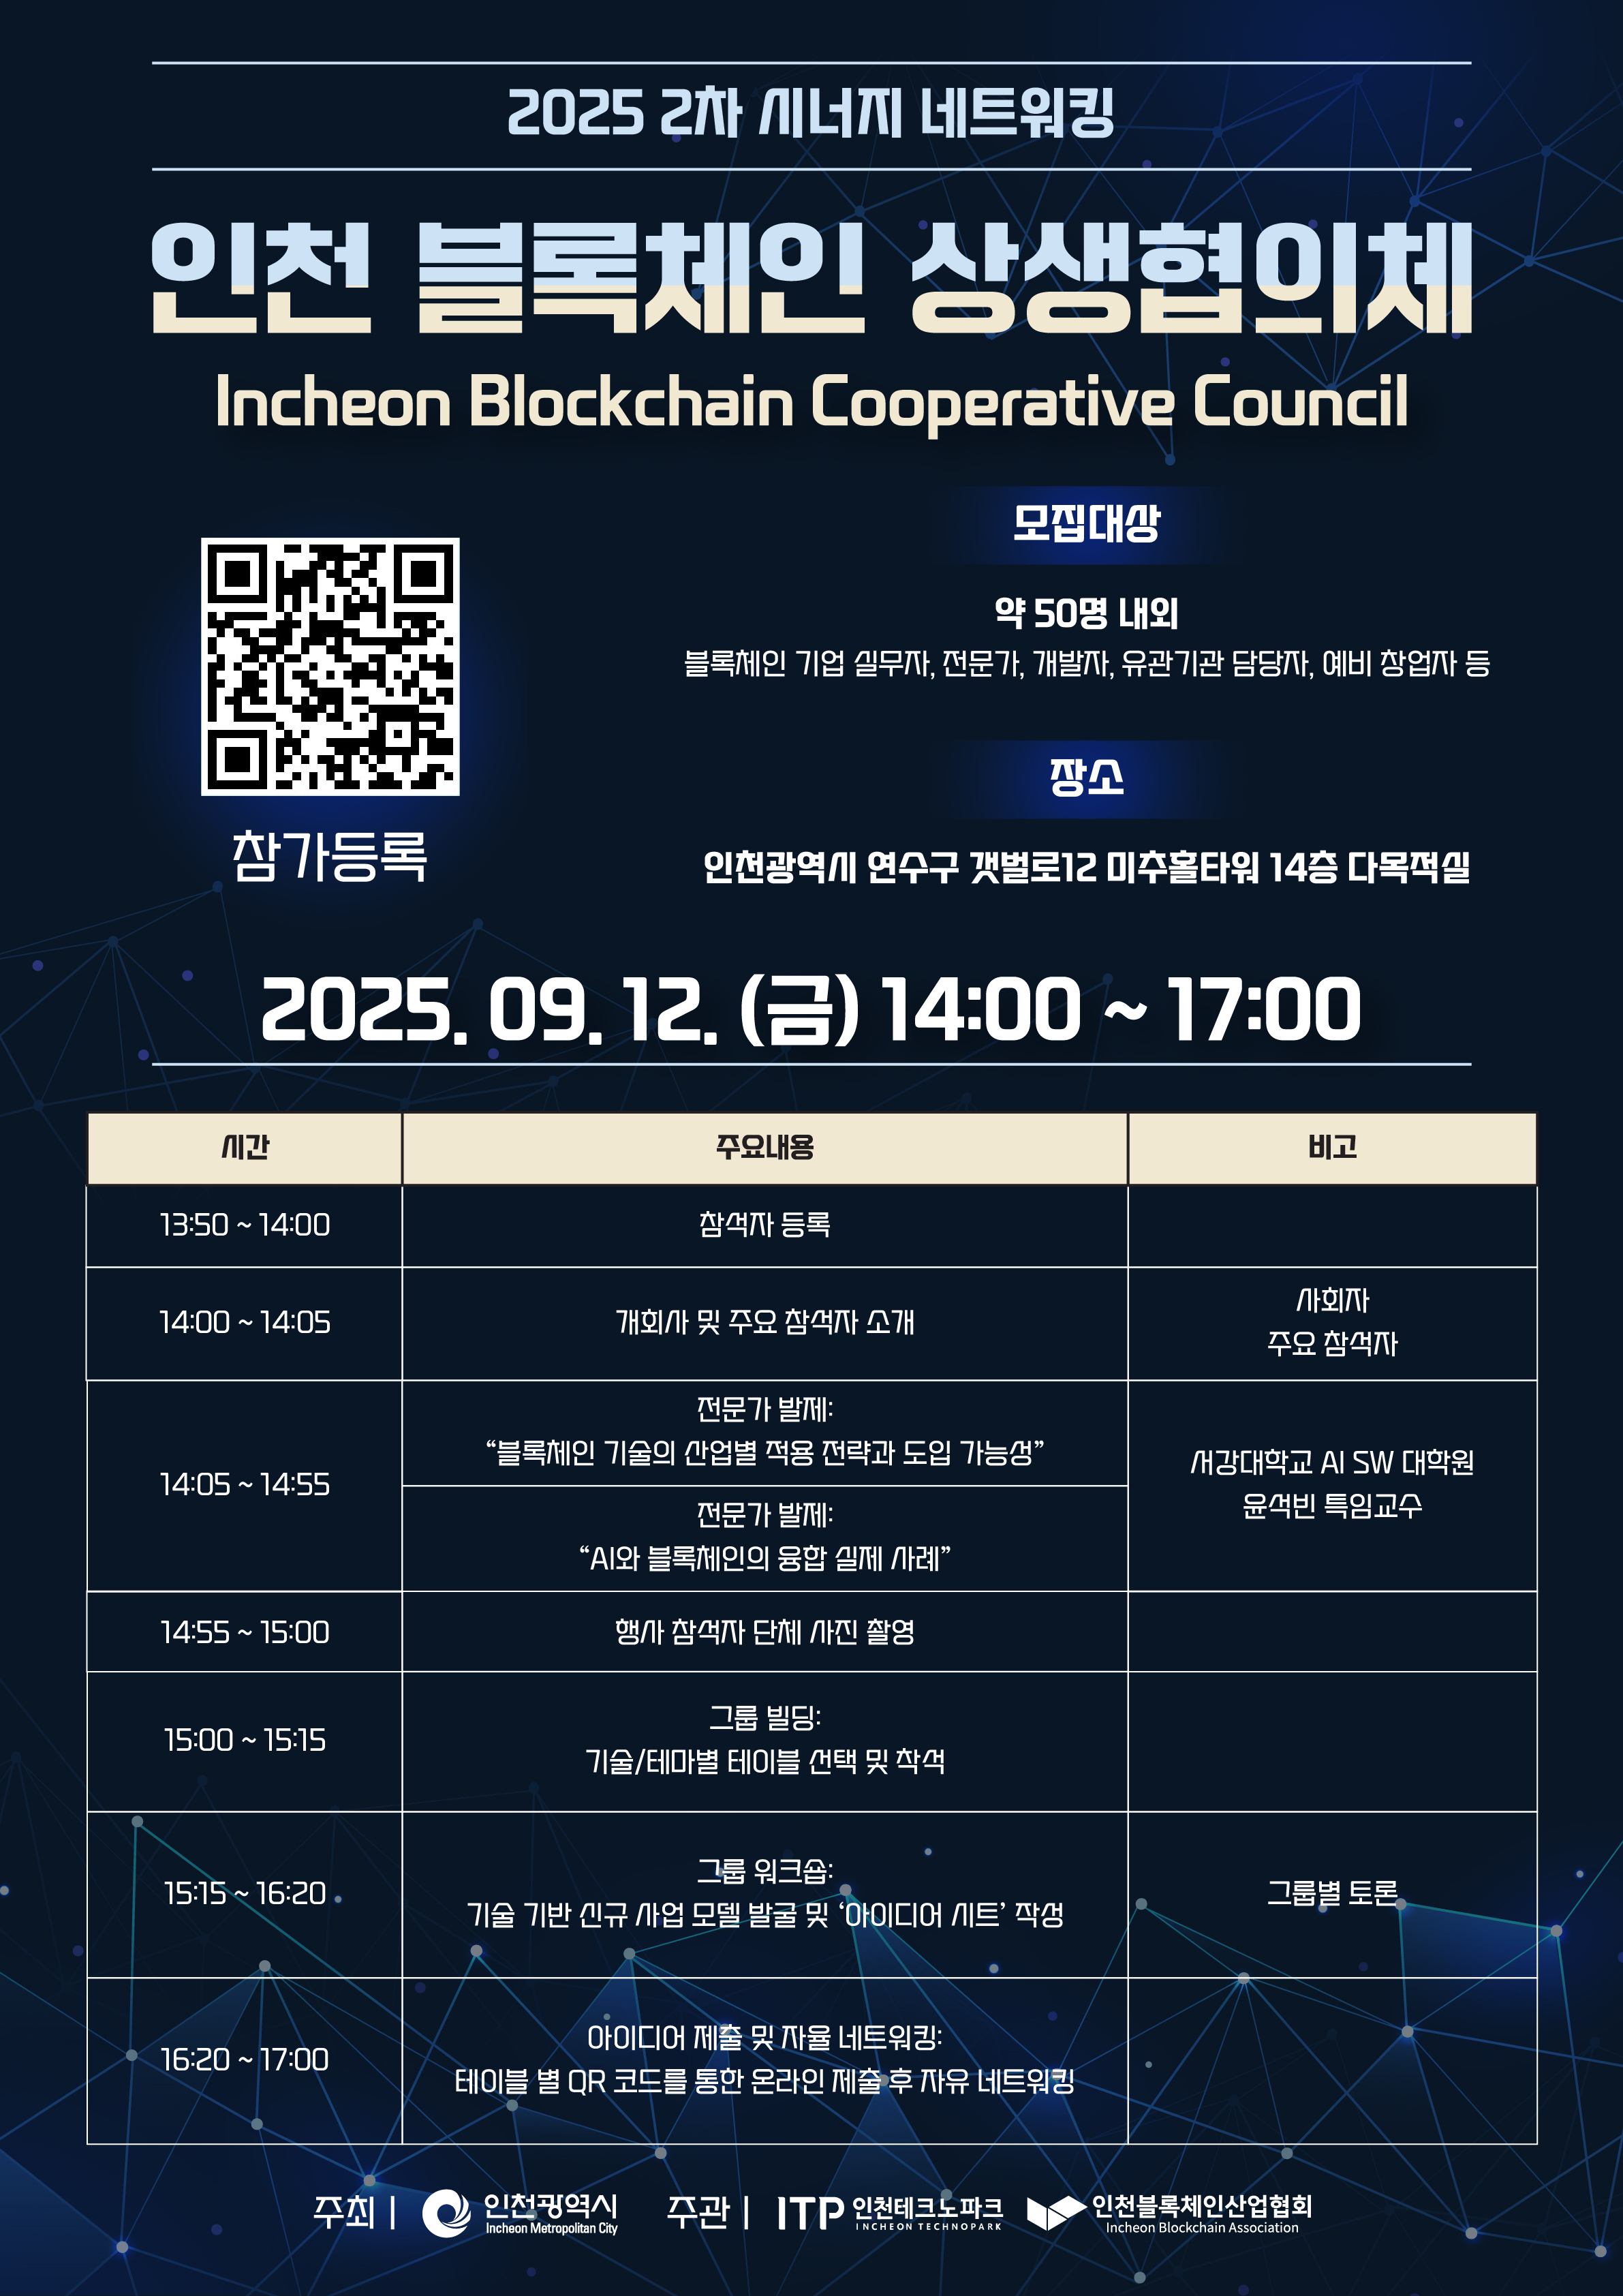 2025 2차 시너지 네트워킹
인천 블록체인 상생협의체
Incheon Blockchain Cooperative Council
모집대상
약 50명 내외
블록체인 기업 실무자, 전문가, 개발자, 유관기관 담당자, 예비 창업자 등
참가등록
장소
인천광역시 연수구 갯벌로12 미추홀타워 14층 다목적실
2025. 09. 12. (금) 14:00 ~ 17:00
시간 주요내용 비고
13:50 ~ 14:00 참석자 등록
14:00 ~ 14:05 개회사 및 주요 참석자 소개
사회자
주요 참석자
14:05 ~ 14:55
전문가 발제:
“블록체인 기술의 산업별 적용 전략과 도입 가능성”
전문가 발제:
“AI와 블록체인의 융합 실제 사례”
서강대학교 AI SW 대학원
윤석빈 특임교수
14:55 ~ 15:00 행사 참석자 단체 사진 촬영
15:00 ~ 15:15
그룹 빌딩:
기술/테마별 테이블 선택 및 착석
15:15 ~ 16:20
그룹 워크숍:
기술 기반 신규 사업 모델 발굴 및 ‘아이디어 시트’ 작성
그룹별 토론
16:20 ~ 17:00
아이디어 제출 및 자율 네트워킹:
테이블 별 QR 코드를 통한 온라인 제출 후 자유 네트워킹
주최 | 인천광역시
Incheon Metropolitan City
주관 | ITP 인천테크노파크
INCHEON TECHNOPARK
인천블록체인산업협회
Incheon Blockchain Association